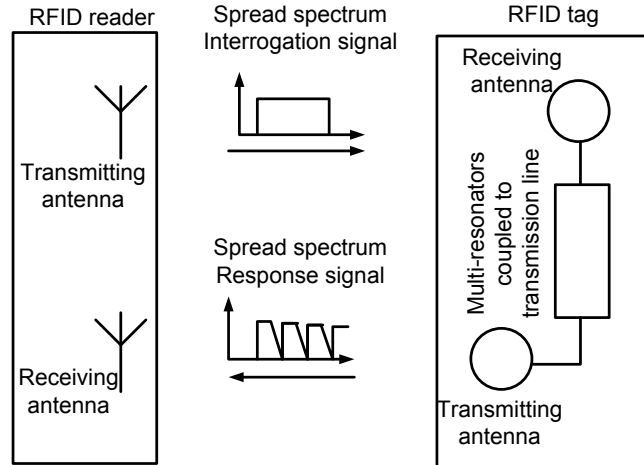 RFID reader
Transmitting
antenna
Receiving
antenna
Spread spectrum
Interrogation signal
Spread spectrum
Response signal
RFID tag
Receiving
antenna
Multi-resonators
coupled to
transmission line
Transmitting
antenna